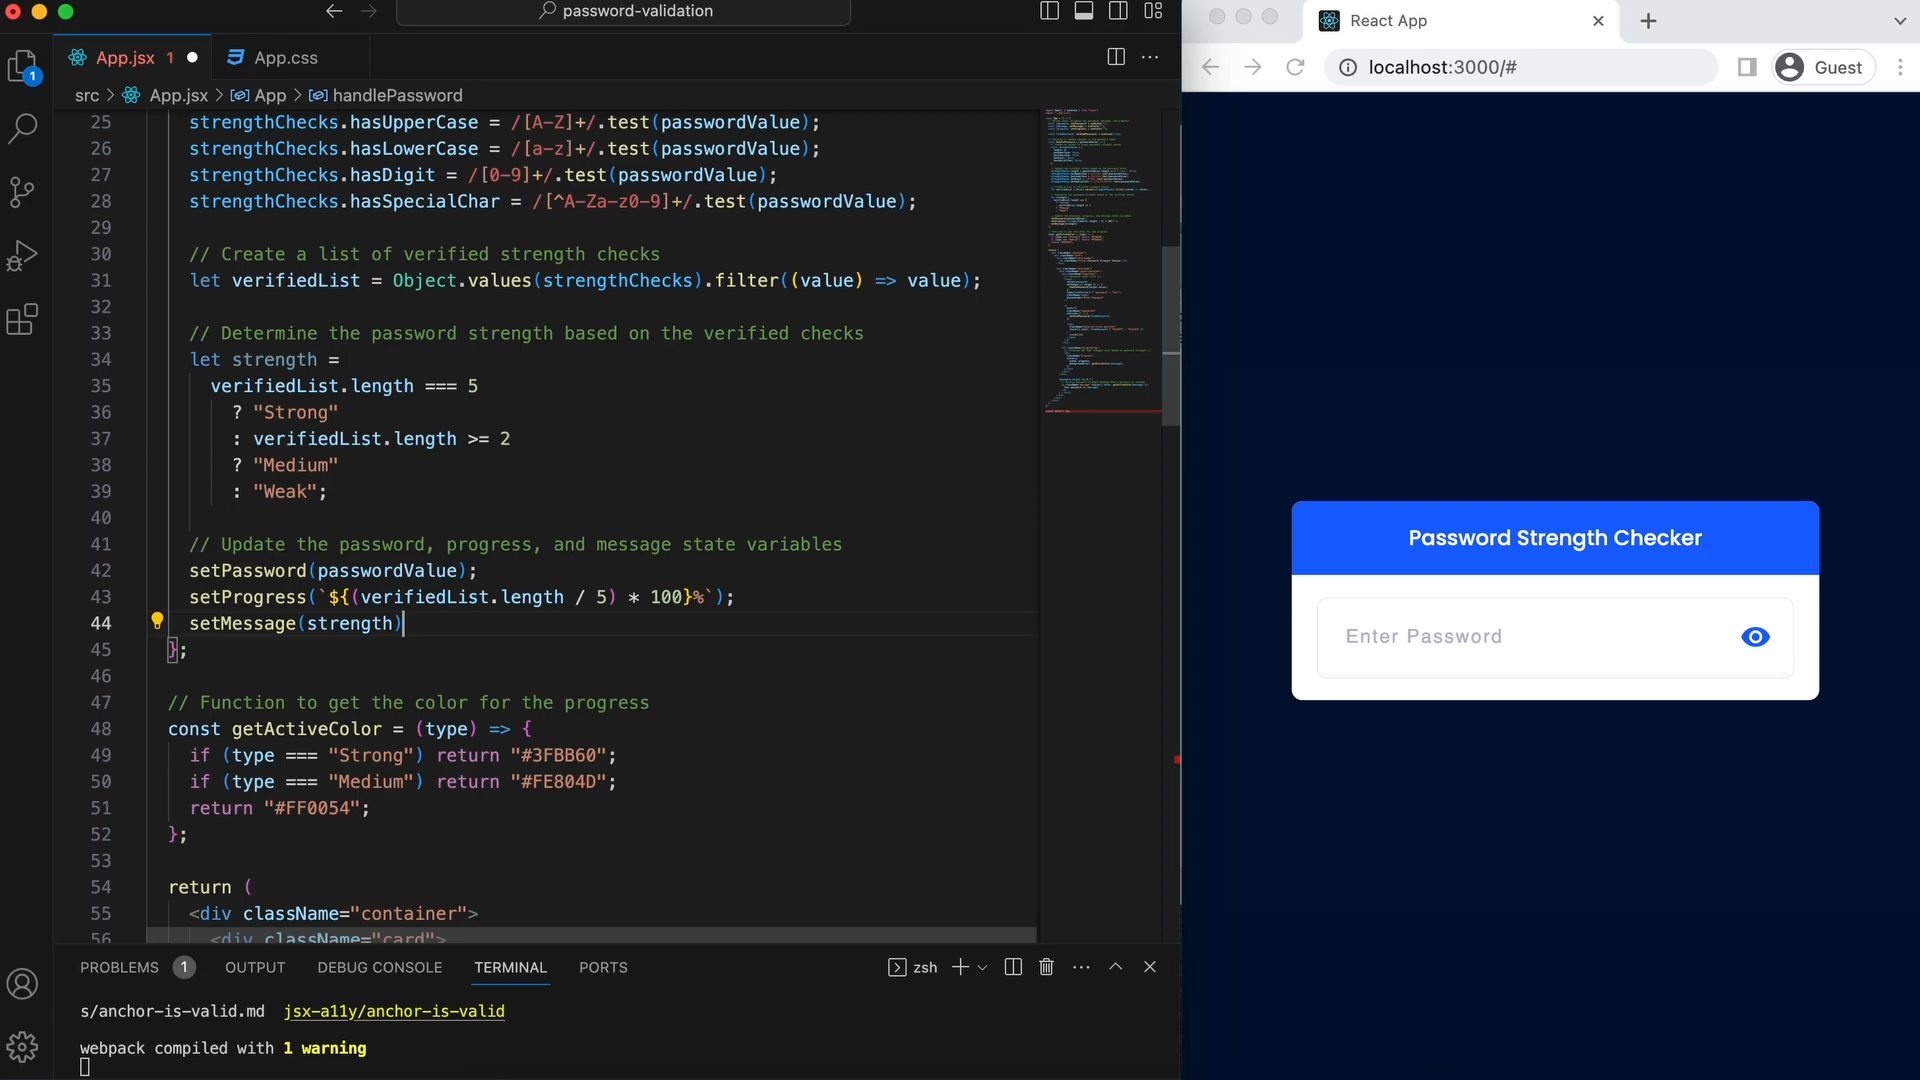 password-validation
App.jsx 1
App.css
src > App.jsx > App > handlePassword
25 strengthChecks.hasUpperCase = /[A-Z]+/.test(passwordValue);
26 strengthChecks.hasLowerCase = /[a-z]+/.test(passwordValue);
27 strengthChecks.hasDigit = /[0-9]+/.test(passwordValue);
28 strengthChecks.hasSpecialChar = /[^A-Za-z0-9]+/.test(passwordValue);
29
30 // Create a list of verified strength checks
31 let verifiedList = Object.values(strengthChecks).filter((value) => value);
32
33 // Determine the password strength based on the verified checks
34 let strength =
35 verifiedList.length === 5
36 ? "Strong"
37 : verifiedList.length >= 2
38 ? "Medium"
39 : "Weak";
40
41 // Update the password, progress, and message state variables
42 setPassword(passwordValue);
43 setProgress(`${(verifiedList.length / 5) * 100}%`);
44 setMessage(strength)
45 };
46
47 // Function to get the color for the progress
48 const getActiveColor = (type) => {
49 if (type === "Strong") return "#3FBB60";
50 if (type === "Medium") return "#FE804D";
51 return "#FF0054";
52 };
53
54 return (
55 <div className="container">
56 <div className="card">
1
PROBLEMS 1 OUTPUT DEBUG CONSOLE TERMINAL PORTS zsh
s/anchor-is-valid.md jsx-a11y/anchor-is-valid
webpack compiled with 1 warning
React App
localhost:3000/#
Guest
Password Strength Checker
Enter Password